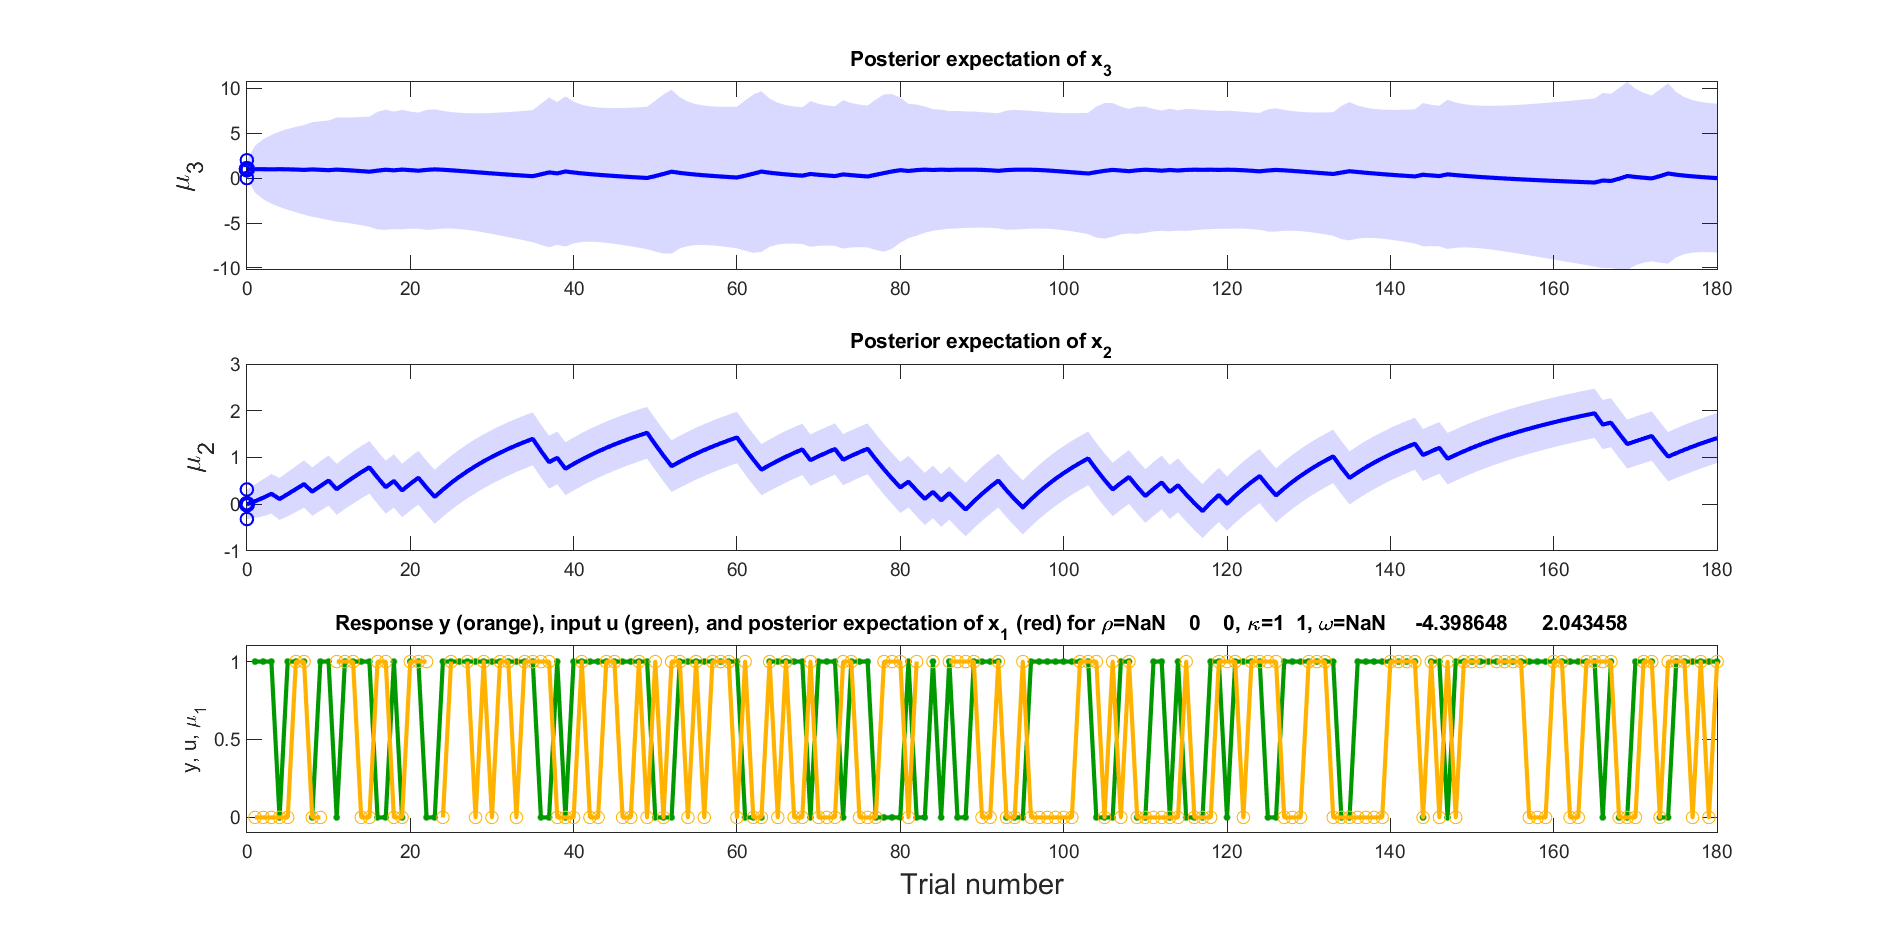 Posterior expectation of x3
μ3
10
5
0
-5
-10
0 20 40 60 80 100 120 140 160 180
Posterior expectation of x2
μ2
3
2
1
0
-1
0 20 40 60 80 100 120 140 160 180
Response y (orange), input u (green), and posterior expectation of x1 (red) for ρ=NaN 0 0, κ=1 1, ω=NaN -4.398648 2.043458
y, u, μ1
1
0.5
0
0 20 40 60 80 100 120 140 160 180
Trial number